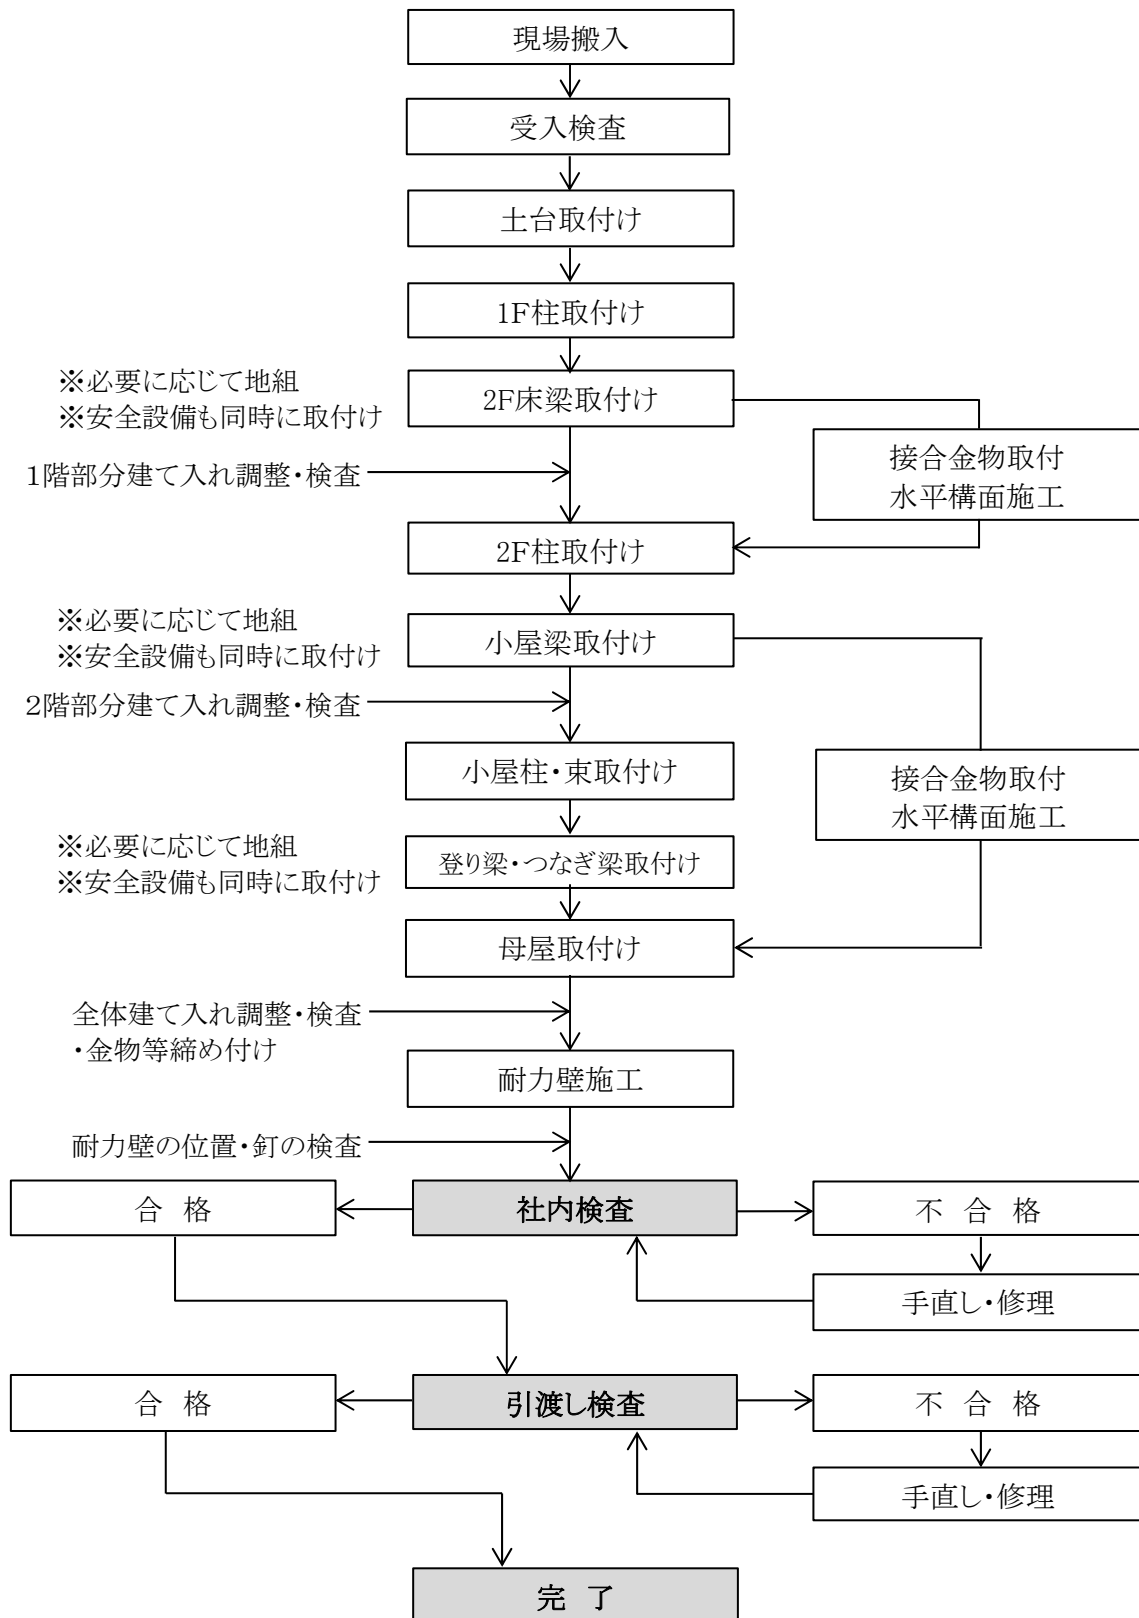 現場搬入
受入検査
土台取付け
1F柱取付け
※必要に応じて地組
※安全設備も同時に取付け
2F床梁取付け
接合金物取付
水平構面施工
1階部分建て入れ調整・検査
2F柱取付け
※必要に応じて地組
※安全設備も同時に取付け
小屋梁取付け
2階部分建て入れ調整・検査
小屋柱・束取付け
接合金物取付
水平構面施工
※必要に応じて地組
※安全設備も同時に取付け
登り梁・つなぎ梁取付け
母屋取付け
全体建て入れ調整・検査
・金物等締め付け
耐力壁施工
耐力壁の位置・釘の検査
合 格
社内検査
不 合 格
手直し・修理
合 格
引渡し検査
不 合 格
手直し・修理
完 了